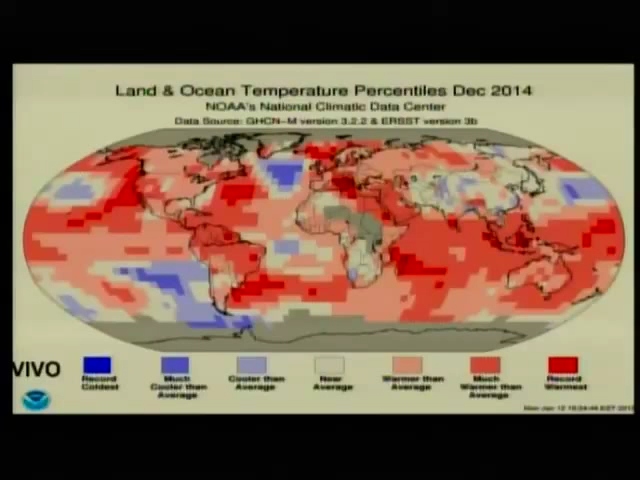 Land & Ocean Temperature Percentiles Dec 2014
NOAA's National Climatic Data Center
Data Source: GHCN-M version 3.2.2 & ERSST version 3b
VIVO
Record
Coldest
Much
Cooler than
Average
Cooler than
Average
Near
Average
Warmer than
Average
Much
Warmer than
Average
Record
Warmest